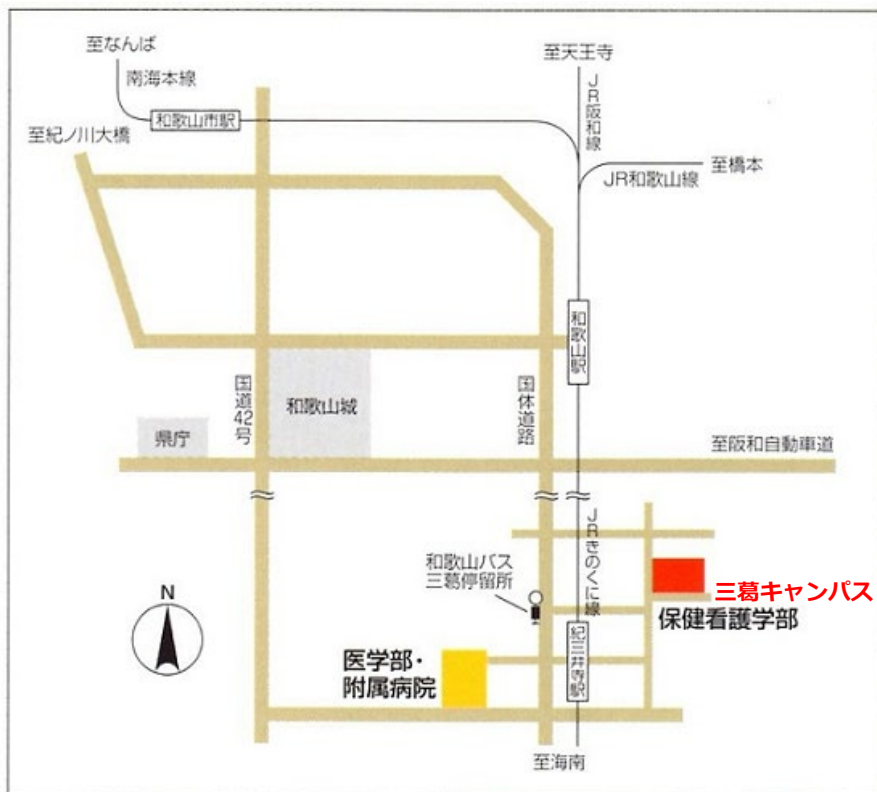 至なんば
南海本線
至天王寺
JR阪和線
和歌山市駅
至紀ノ川大橋
至橋本
JR和歌山線
和歌山駅
国道42号
和歌山城
国体道路
県庁
至阪和自動車道
JRきのくに線
和歌山バス
三葛停留所
三葛キャンパス
保健看護学部
N
紀三井寺駅
医学部・
附属病院
至海南